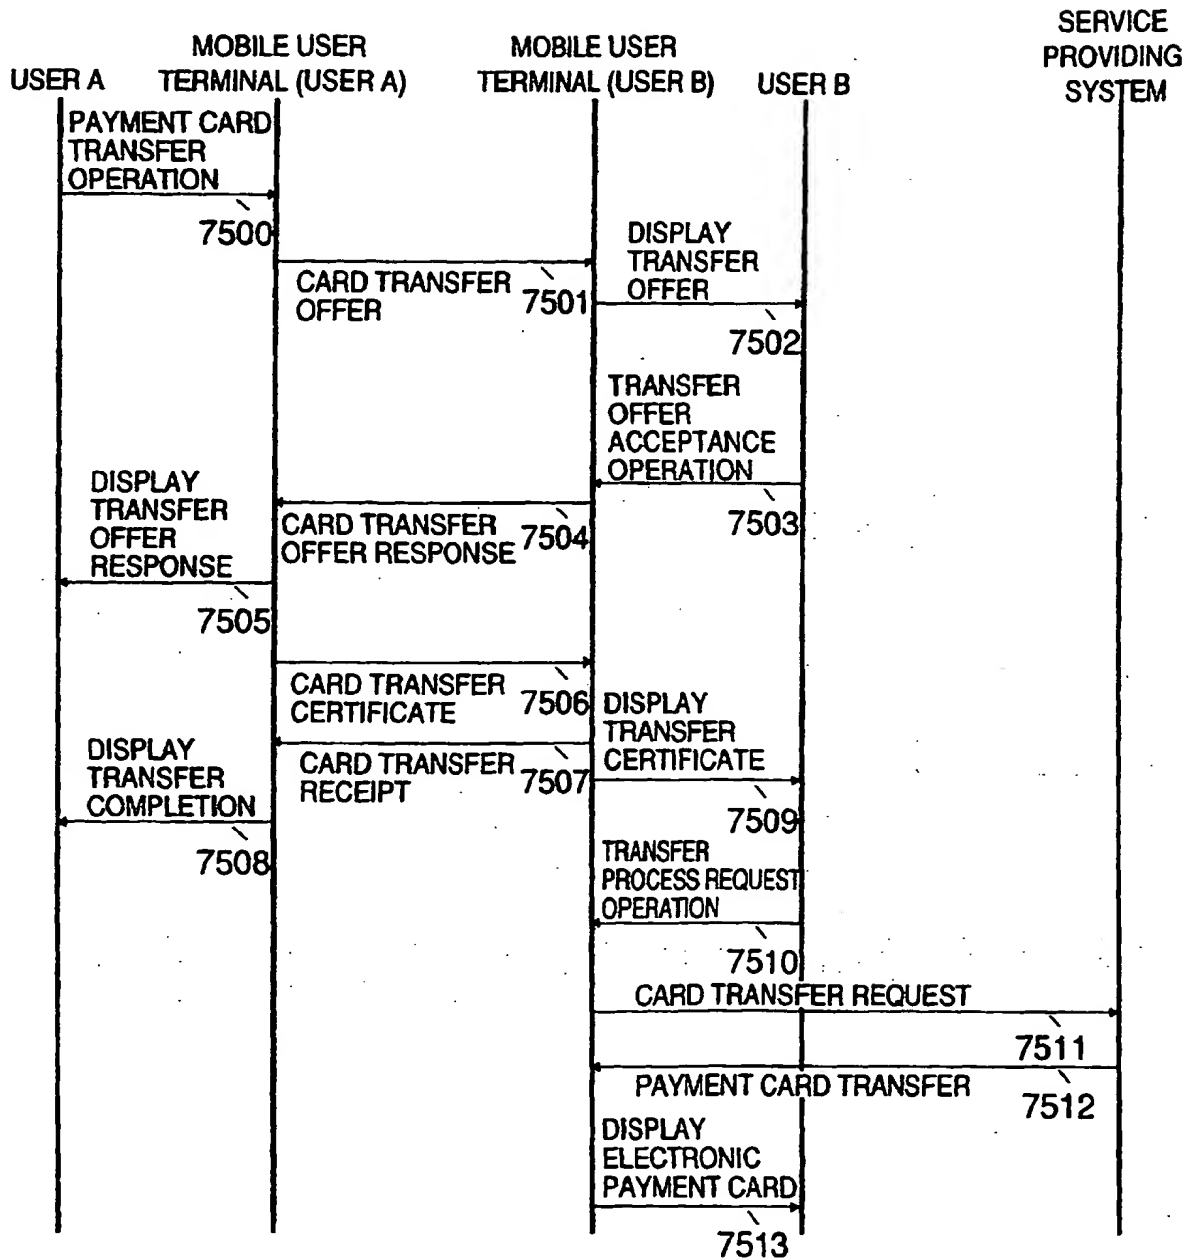 SERVICE
PROVIDING
SYSTEM
MOBILE USER
TERMINAL (USER A)
MOBILE USER
TERMINAL (USER B)
USER A
USER B
PAYMENT CARD
TRANSFER
OPERATION
7500
CARD TRANSFER
OFFER
7501
DISPLAY
TRANSFER
OFFER
7502
TRANSFER
OFFER
ACCEPTANCE
OPERATION
7503
CARD TRANSFER
OFFER RESPONSE
7504
DISPLAY
TRANSFER
OFFER
RESPONSE
7505
CARD TRANSFER
CERTIFICATE
7506
CARD TRANSFER
RECEIPT
7507
DISPLAY
TRANSFER
COMPLETION
7508
DISPLAY
TRANSFER
CERTIFICATE
7509
TRANSFER
PROCESS REQUEST
OPERATION
7510
CARD TRANSFER REQUEST
7511
PAYMENT CARD TRANSFER
7512
DISPLAY
ELECTRONIC
PAYMENT CARD
7513